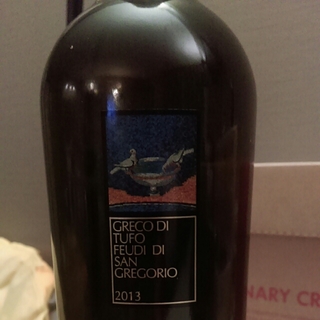 GRECO DI
TUFO
FEUDI DI
SAN
GREGORIO
2013
NARY CR